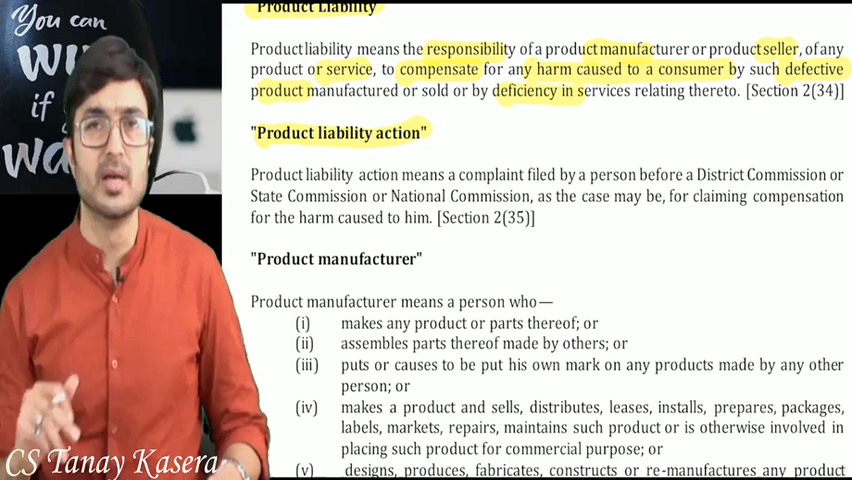 You can
if
"Product Liability"
Product liability means the responsibility of a product manufacturer or product seller, of any
product or service, to compensate for any harm caused to a consumer by such defective
product manufactured or sold or by deficiency in services relating thereto. [Section 2(34)]
"Product liability action"
Product liability action means a complaint filed by a person before a District Commission or
State Commission or National Commission, as the case may be, for claiming compensation
for the harm caused to him. [Section 2(35)]
"Product manufacturer"
Product manufacturer means a person who—
(i) makes any product or parts thereof; or
(ii) assembles parts thereof made by others; or
(iii) puts or causes to be put his own mark on any products made by any other
person; or
(iv) makes a product and sells, distributes, leases, installs, prepares, packages,
labels, markets, repairs, maintains such product or is otherwise involved in
placing such product for commercial purpose; or
(v) designs, produces, fabricates, constructs or re-manufactures any product
CS Tanay Kasera